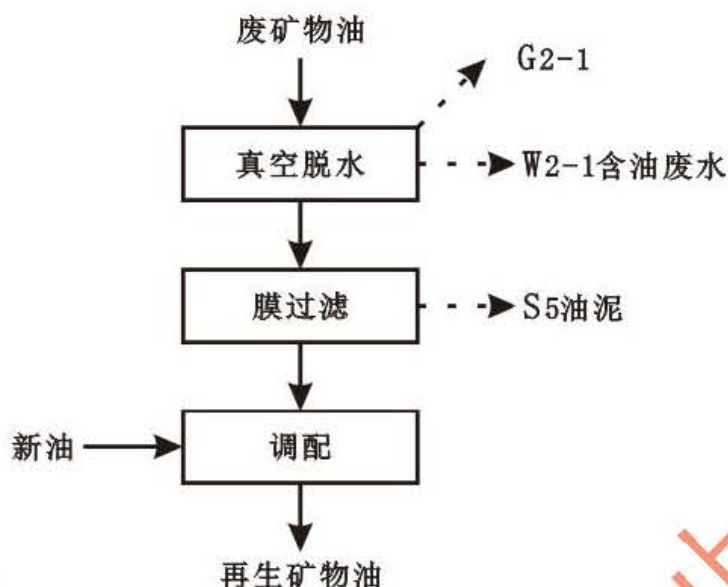 废矿物油
G2-1
真空脱水
W2-1含油废水
膜过滤
S5油泥
新油
调配
再生矿物油